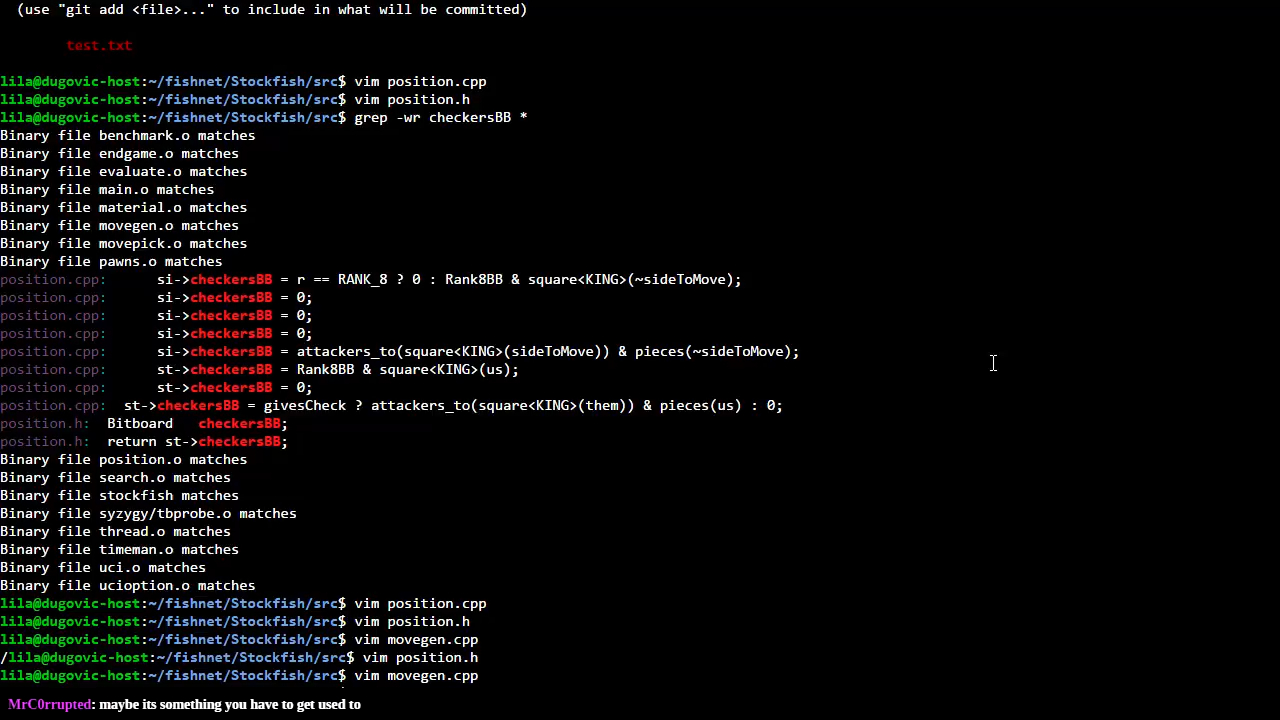 (use "git add <file>..." to include in what will be committed)
test.txt
lila@dugovic-host:~/fishnet/Stockfish/src$ vim position.cpp
lila@dugovic-host:~/fishnet/Stockfish/src$ vim position.h
lila@dugovic-host:~/fishnet/Stockfish/src$ grep -wr checkersBB *
Binary file benchmark.o matches
Binary file endgame.o matches
Binary file evaluate.o matches
Binary file main.o matches
Binary file material.o matches
Binary file movegen.o matches
Binary file movepick.o matches
Binary file pawns.o matches
position.cpp:      si->checkersBB = r == RANK_8 ? 0 : Rank8BB & square<KING>(~sideToMove);
position.cpp:      si->checkersBB = 0;
position.cpp:      si->checkersBB = 0;
position.cpp:      si->checkersBB = 0;
position.cpp:      si->checkersBB = attackers_to(square<KING>(sideToMove)) & pieces(~sideToMove);
position.cpp:      st->checkersBB = Rank8BB & square<KING>(us);
position.cpp:      st->checkersBB = 0;
position.cpp:  st->checkersBB = givesCheck ? attackers_to(square<KING>(them)) & pieces(us) : 0;
position.h:  Bitboard   checkersBB;
position.h:  return st->checkersBB;
Binary file position.o matches
Binary file search.o matches
Binary file stockfish matches
Binary file syzygy/tbprobe.o matches
Binary file thread.o matches
Binary file timeman.o matches
Binary file uci.o matches
Binary file ucioption.o matches
lila@dugovic-host:~/fishnet/Stockfish/src$ vim position.cpp
lila@dugovic-host:~/fishnet/Stockfish/src$ vim position.h
lila@dugovic-host:~/fishnet/Stockfish/src$ vim movegen.cpp
/lila@dugovic-host:~/fishnet/Stockfish/src$ vim position.h
lila@dugovic-host:~/fishnet/Stockfish/src$ vim movegen.cpp
MrC0rrupted: maybe its something you have to get used to